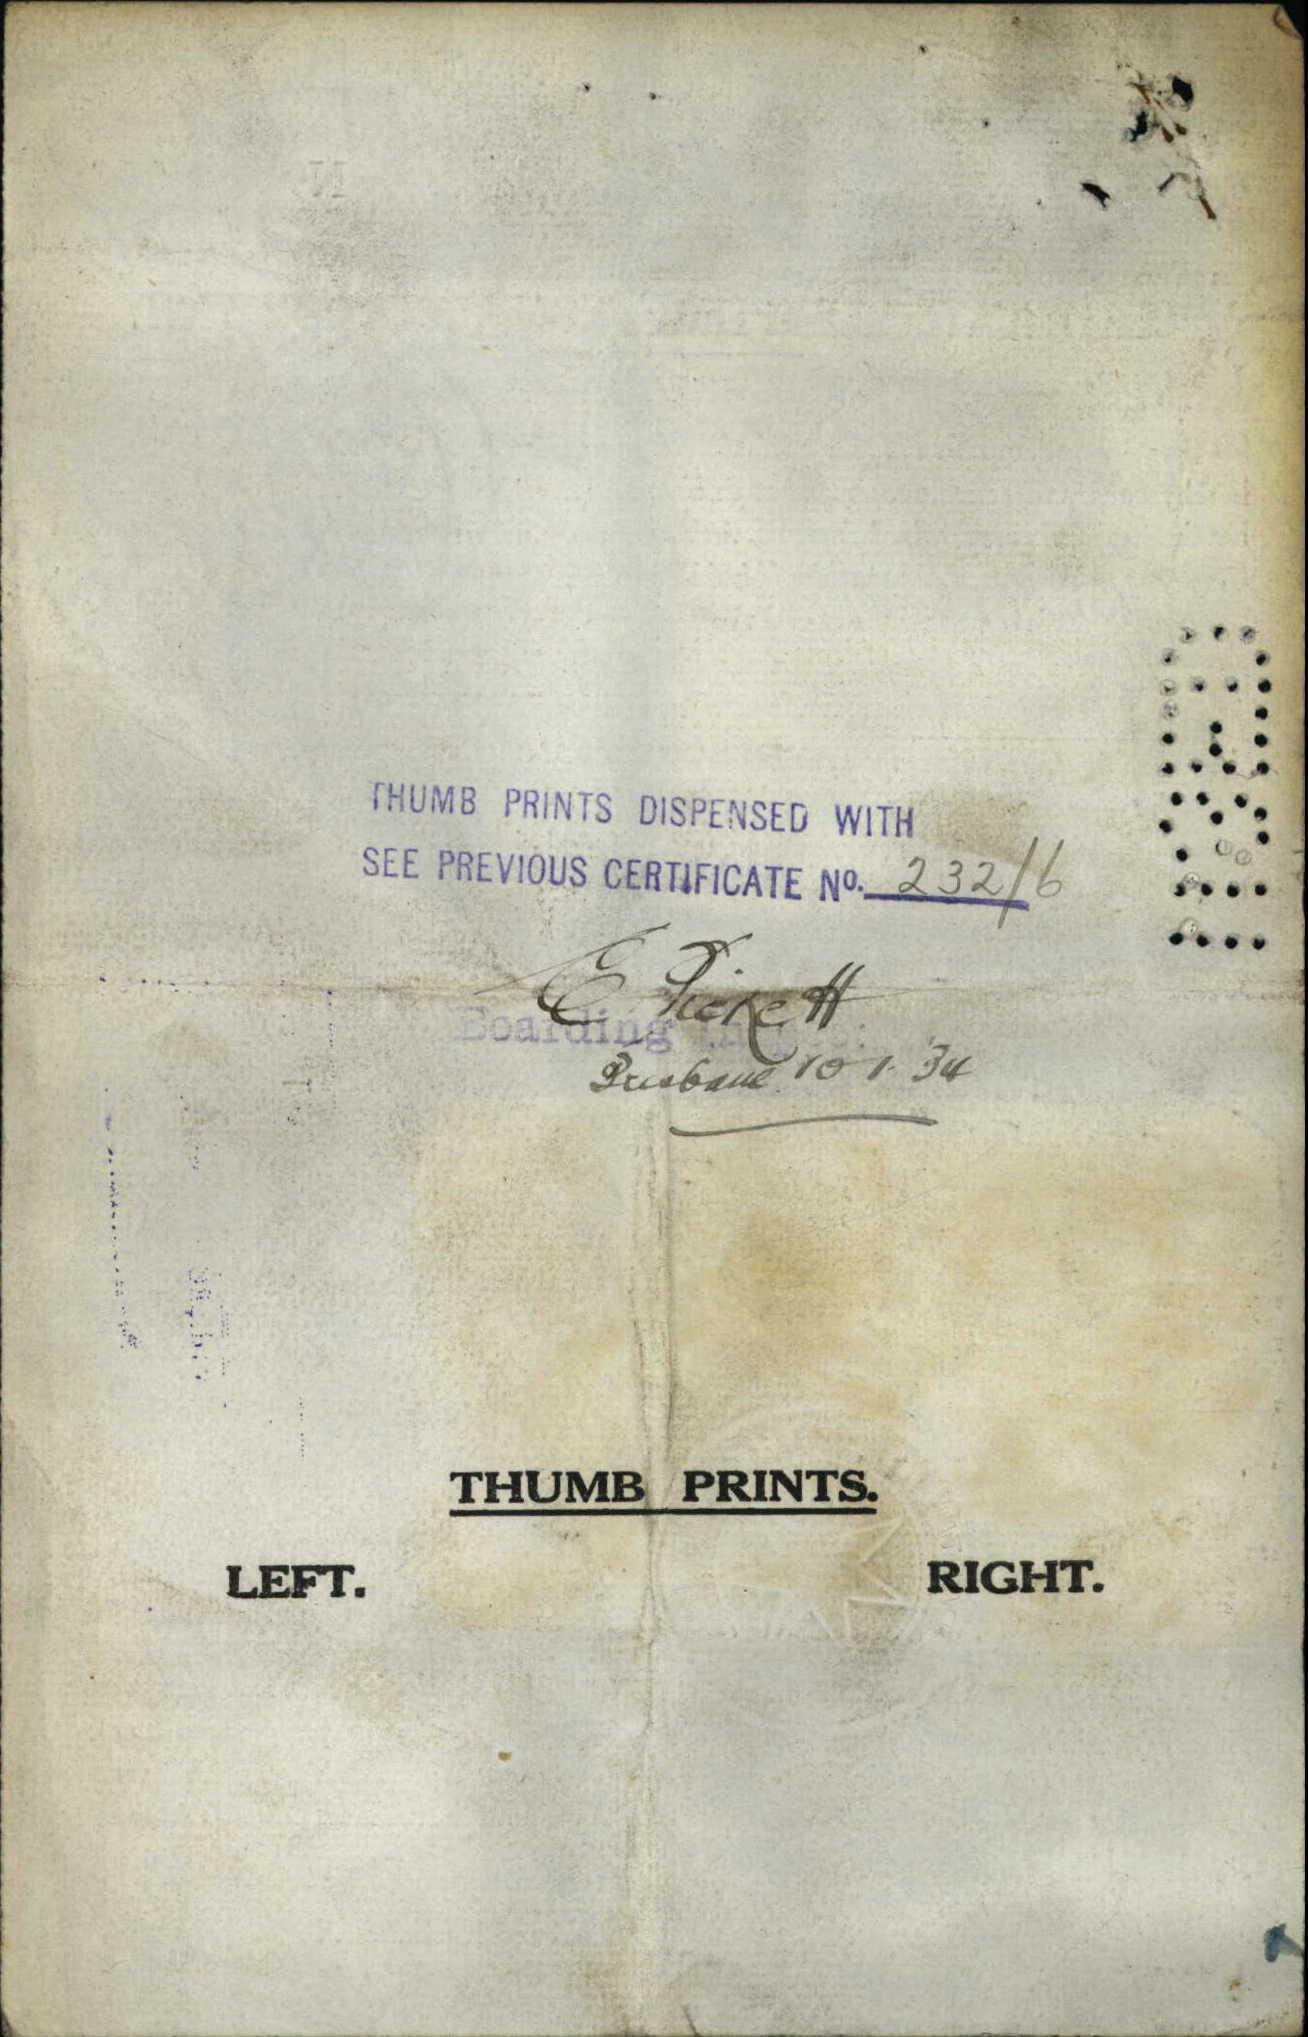 THUMB PRINTS DISPENSED WITH
SEE PREVIOUS CERTIFICATE No. 232/6
E Pickett
Boarding
Brisbane 10 1. 34
THUMB PRINTS.
LEFT.
RIGHT.